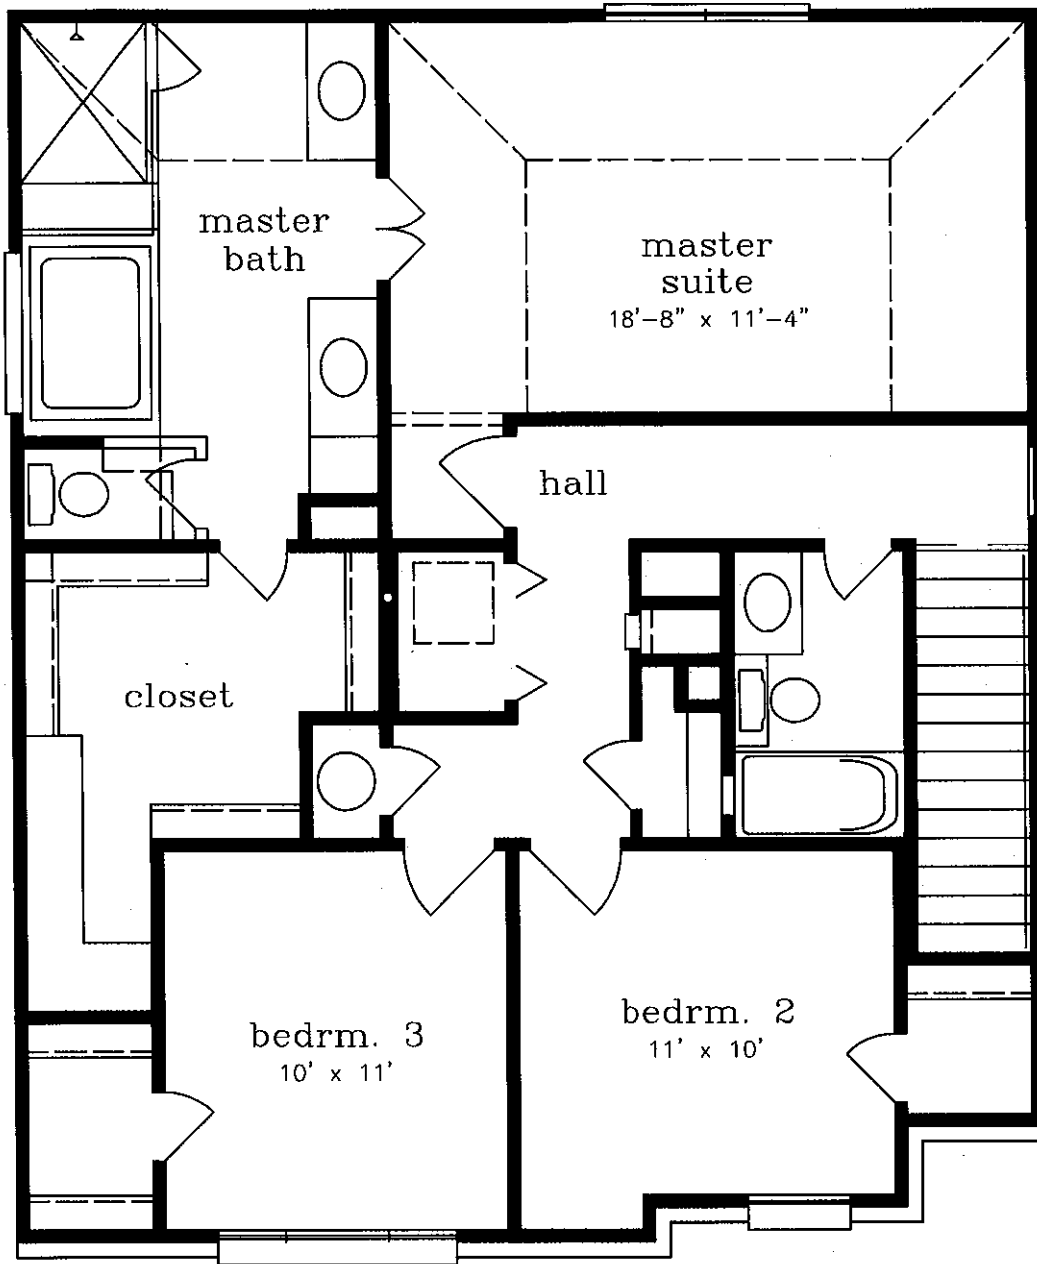 master
bath
master
suite
18'-8" x 11'-4"
hall
closet
bedrm. 3
10' x 11'
bedrm. 2
11' x 10'